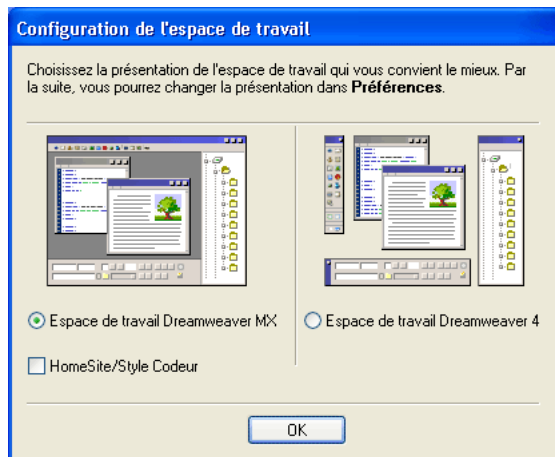 Configuration de l'espace de travail
Choisissez la présentation de l'espace de travail qui vous convient le mieux. Par
la suite, vous pourrez changer la présentation dans Préférences.
Espace de travail Dreamweaver MX
Espace de travail Dreamweaver 4
HomeSite/Style Codeur
OK